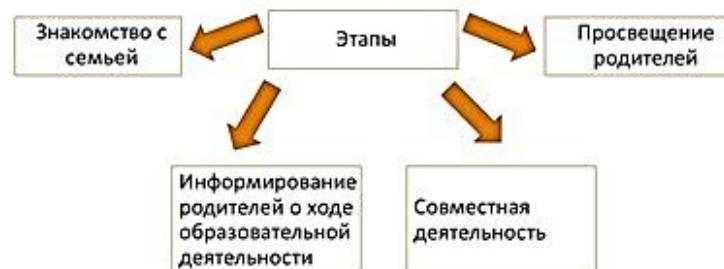 Знакомство с
семьей
Этапы
Просвещение
родителей
Информирование
родителей о ходе
образовательной
деятельности
Совместная
деятельность